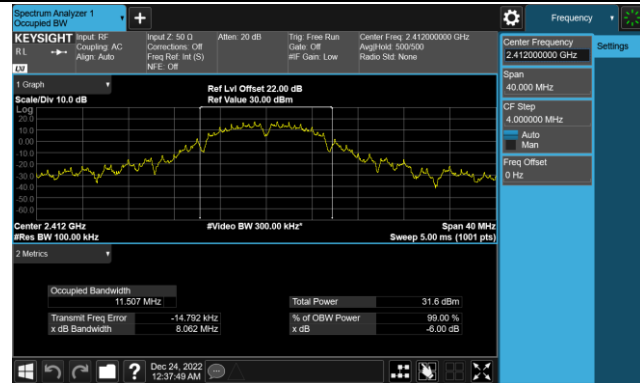 Spectrum Analyzer 1
Occupied BW
Frequency
KEYSIGHT
RL
LXI
Input: RF
Coupling: AC
Align: Auto
Input Z: 50 Ω
Corrections: Off
Freq Ref: Int (S)
NFE: Off
Atten: 20 dB
Trig: Free Run
Gate: Off
#IF Gain: Low
Center Freq: 2.412000000 GHz
Avg|Hold: 500/500
Radio Std: None
Center Frequency
2.412000000 GHz
Settings
Span
40.000 MHz
CF Step
4.000000 MHz
Auto
Man
Freq Offset
0 Hz
1 Graph
Scale/Div 10.0 dB
Ref Lvl Offset 22.00 dB
Ref Value 30.00 dBm
Log
20.0
10.0
0.00
-10.0
-20.0
-30.0
-40.0
-50.0
-60.0
Center 2.412 GHz
#Video BW 300.00 kHz*
Span 40 MHz
#Res BW 100.00 kHz
Sweep 5.00 ms (1001 pts)
2 Metrics
Occupied Bandwidth
11.507 MHz
Total Power 31.6 dBm
Transmit Freq Error -14.792 kHz
% of OBW Power 99.00 %
x dB Bandwidth 8.062 MHz
x dB -6.00 dB
Dec 24, 2022
12:37:49 AM